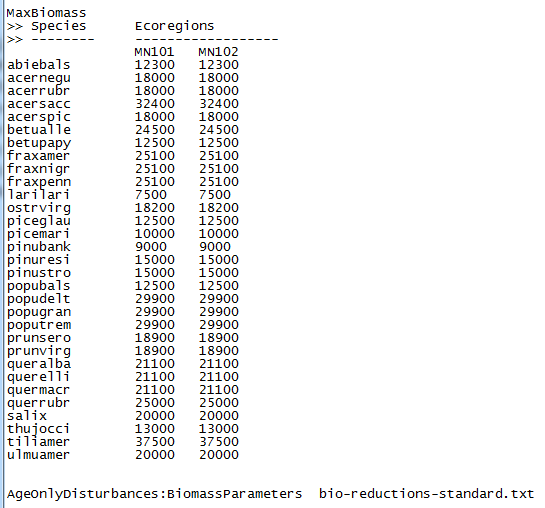 MaxBiomass
>> Species     Ecoregions
>> --------     ------------------
MN101   MN102
abiebals        12300   12300
acernegu        18000   18000
acerrubr        18000   18000
acersacc        32400   32400
acerspic        18000   18000
betualle        24500   24500
betupapy        12500   12500
fraxamer        25100   25100
fraxnigr        25100   25100
fraxpenn        25100   25100
larilari        7500    7500
ostrvirg        18200   18200
piceglau        12500   12500
picemari        10000   10000
pinubank        9000    9000
pinuresi        15000   15000
pinustro        15000   15000
popubals        12500   12500
popudelt        29900   29900
popugran        29900   29900
poputrem        29900   29900
prunsero        18900   18900
prunvirg        18900   18900
queralba        21100   21100
querelli        21100   21100
quermacr        21100   21100
querrubr        25000   25000
salix           20000   20000
thujocci        13000   13000
tiliamer        37500   37500
ulmuamer        20000   20000
AgeOnlyDisturbances:BiomassParameters  bio-reductions-standard.txt